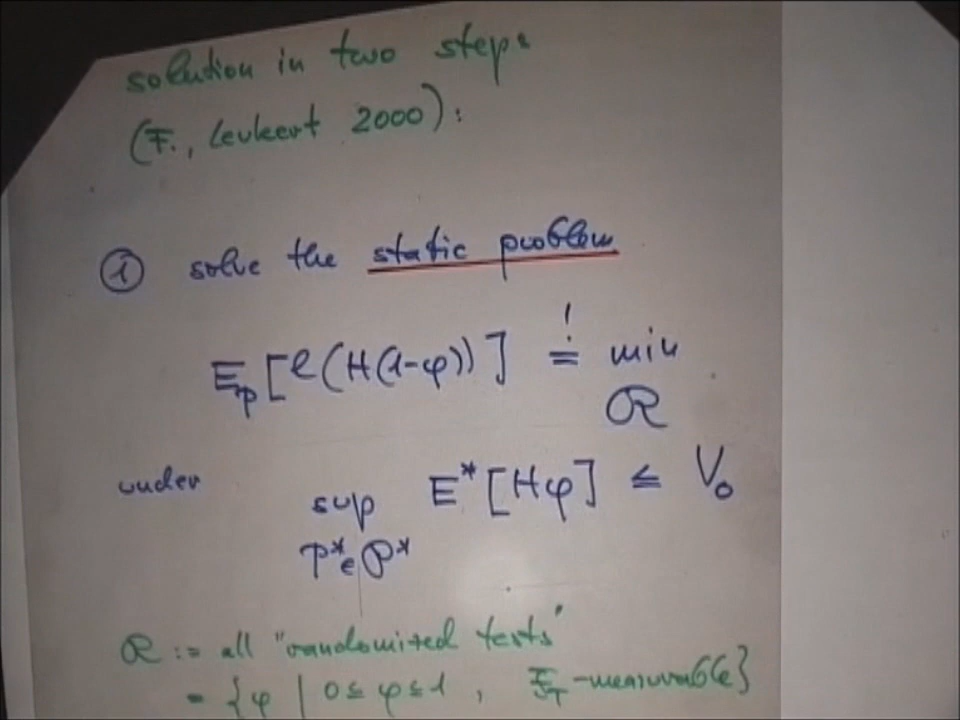 solution in two steps
(F., Leukert 2000):
① solve the static problem
E_P [ℓ(H(1-φ))] =! min
R
under sup E*[Hφ] ≤ V₀
P*∈P*
R := all "randomized tests"
= {φ | 0≤φ≤1, F_T-measurable}